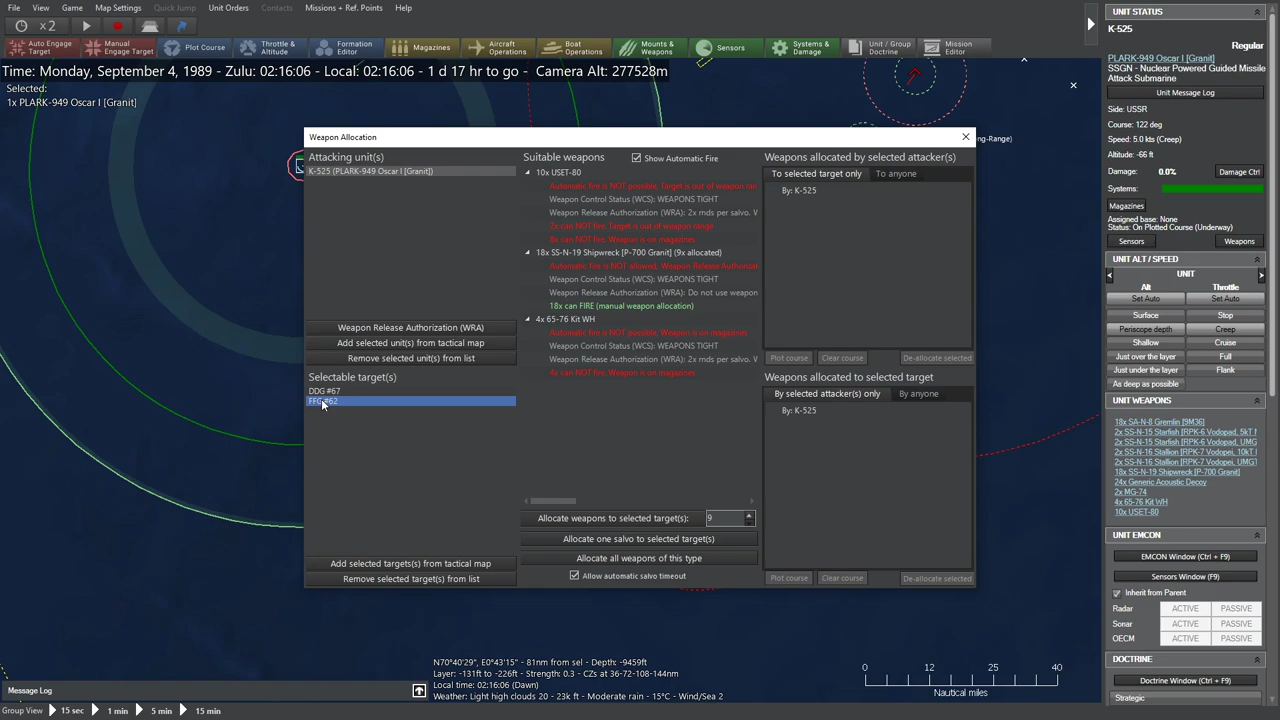 File View Game Map Settings Quick Jump Unit Orders Contacts Missions + Ref. Points Help
x 2
Auto Engage Target
Manual Engage Target
Plot Course
Throttle & Altitude
Formation Editor
Magazines
Aircraft Operations
Boat Operations
Mounts & Weapons
Sensors
Systems & Damage
Unit / Group Doctrine
Mission Editor
Time: Monday, September 4, 1989 - Zulu: 02:16:06 - Local: 02:16:06 - 1 d 17 hr to go - Camera Alt: 277528m
Selected:
1x PLARK-949 Oscar I [Granit]
ong-Range)
Weapon Allocation
Attacking unit(s)
K-525 (PLARK-949 Oscar I [Granit])
Weapon Release Authorization (WRA)
Add selected unit(s) from tactical map
Remove selected unit(s) from list
Selectable target(s)
DDG #67
FFG #62
Add selected targets(s) from tactical map
Remove selected target(s) from list
Suitable weapons
Show Automatic Fire
10x USET-80
Automatic fire is NOT possible, Target is out of weapon ran
Weapon Control Status (WCS): WEAPONS TIGHT
Weapon Release Authorization (WRA): 2x rnds per salvo. W
2x can NOT fire, Target is out of weapon range
8x can NOT fire, Weapon is on magazines
18x SS-N-19 Shipwreck [P-700 Granit] (9x allocated)
Automatic fire is NOT allowed, Weapon Release Authorizat
Weapon Control Status (WCS): WEAPONS TIGHT
Weapon Release Authorization (WRA): Do not use weapon
18x can FIRE (manual weapon allocation)
4x 65-76 Kit WH
Automatic fire is NOT possible, Weapon is on magazines
Weapon Control Status (WCS): WEAPONS TIGHT
Weapon Release Authorization (WRA): 2x rnds per salvo. W
4x can NOT fire, Weapon is on magazines
Allocate weapons to selected target(s): 9
Allocate one salvo to selected target(s)
Allocate all weapons of this type
Allow automatic salvo timeout
Weapons allocated by selected attacker(s)
To selected target only To anyone
By: K-525
Plot course Clear course De-allocate selected
Weapons allocated to selected target
By selected attacker(s) only By anyone
By: K-525
Plot course Clear course De-allocate selected
N70°40'29", E0°43'15" - 81nm from sel - Depth: -9459ft
Layer: -131ft to -226ft - Strength: 0.3 - CZs at 36-72-108-144nm
Local time: 02:16:06 (Dawn)
Weather: Light high clouds 20 - 23k ft - Moderate rain - 15°C - Wind/Sea 2
0 12 25 40
Nautical miles
Message Log
Group View 15 sec 1 min 5 min 15 min
UNIT STATUS
K-525
Regular
PLARK-949 Oscar I [Granit]
SSGN - Nuclear Powered Guided Missile
Attack Submarine
Unit Message Log
Side: USSR
Course: 122 deg
Speed: 5.0 kts (Creep)
Altitude: -66 ft
Damage: 0.0% Damage Ctrl
Systems:
Magazines
Assigned base: None
Status: On Plotted Course (Underway)
Sensors Weapons
UNIT ALT / SPEED
UNIT
Alt Throttle
Set Auto Set Auto
Surface Stop
Periscope depth Creep
Shallow Cruise
Just over the layer Full
Just under the layer Flank
As deep as possible
UNIT WEAPONS
18x SA-N-8 Gremlin [9M36]
2x SS-N-15 Starfish [RPK-6 Vodopad, 5kT N
2x SS-N-15 Starfish [RPK-6 Vodopad, UMG
2x SS-N-16 Stallion [RPK-7 Vodopei, 10kT
2x SS-N-16 Stallion [RPK-7 Vodopei, UMG
18x SS-N-19 Shipwreck [P-700 Granit]
24x Generic Acoustic Decoy
2x MG-74
4x 65-76 Kit WH
10x USET-80
UNIT EMCON
EMCON Window (Ctrl + F9)
Sensors Window (F9)
Inherit from Parent
Radar ACTIVE PASSIVE
Sonar ACTIVE PASSIVE
OECM ACTIVE PASSIVE
DOCTRINE
Doctrine Window (Ctrl + F9)
Strategic